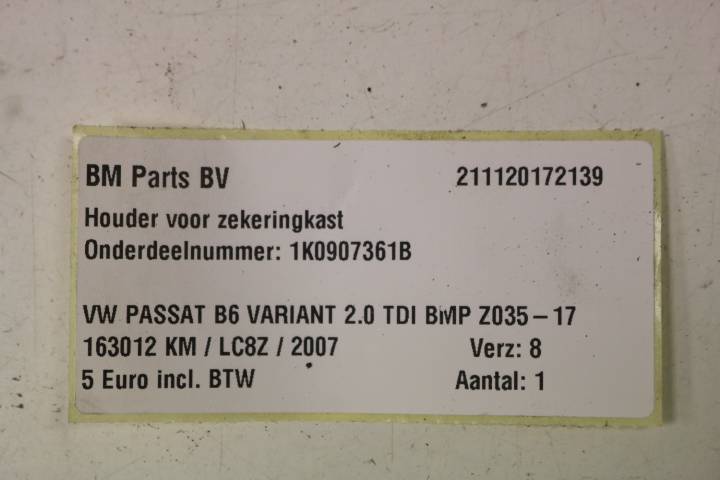 BM Parts BV 211120172139
Houder voor zekeringkast
Onderdeelnummer: 1K0907361B
VW PASSAT B6 VARIANT 2.0 TDI BMP Z035-17
163012 KM / LC8Z / 2007 Verz: 8
5 Euro incl. BTW Aantal: 1